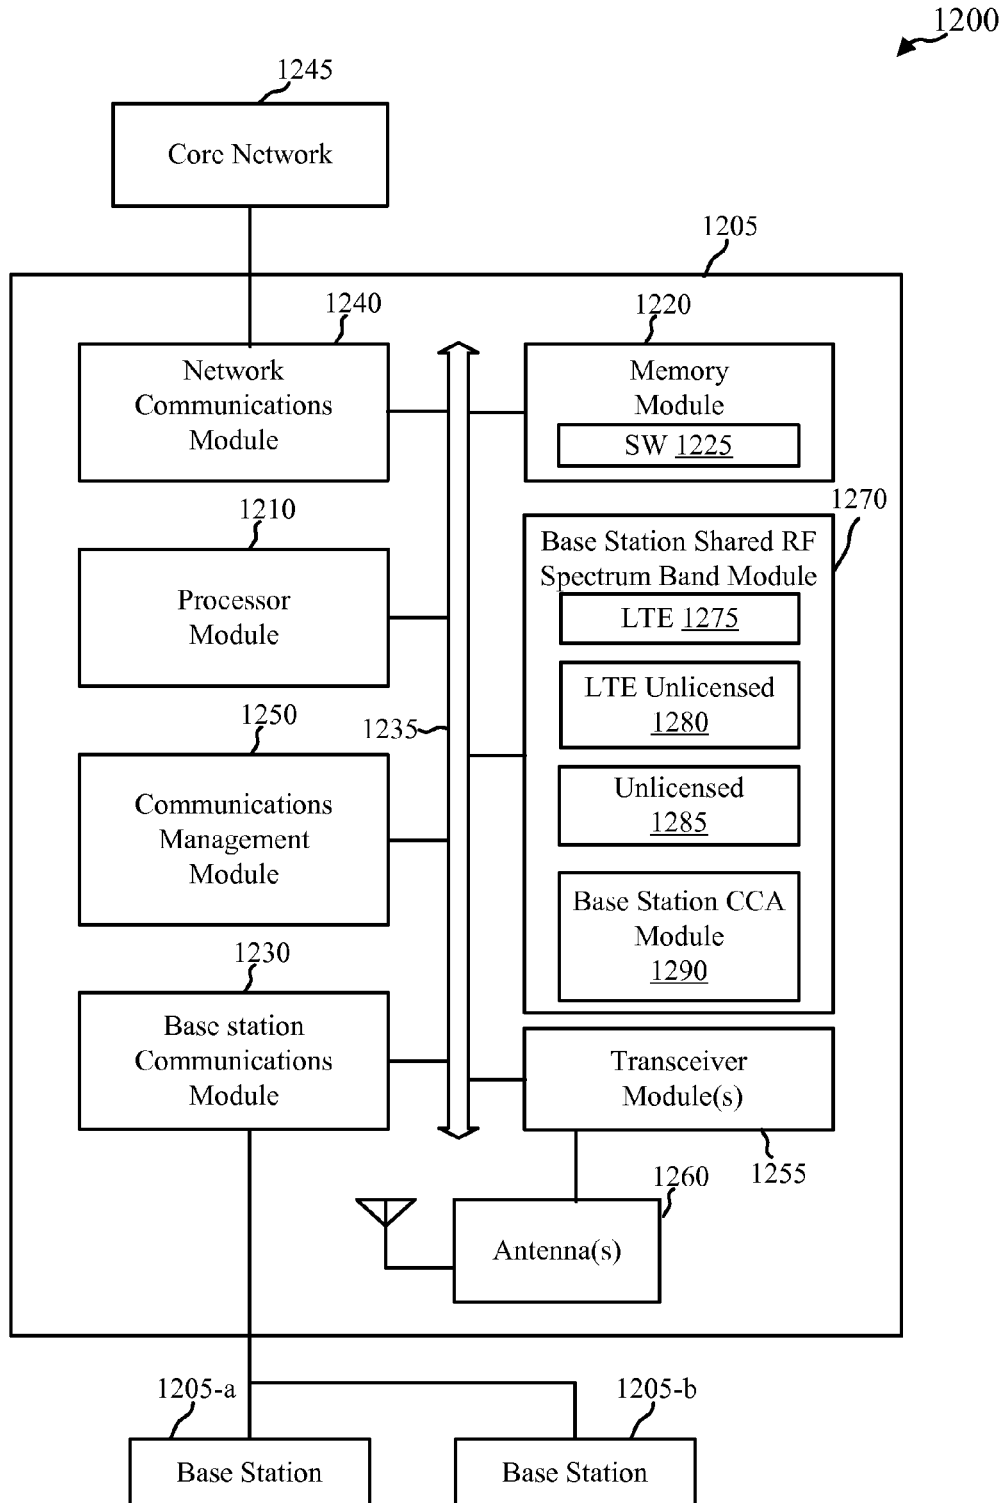 1200
1245
Core Network
1205
1240
Network
Communications
Module
1220
Memory
Module
SW 1225
1210
Processor
Module
1270
Base Station Shared RF
Spectrum Band Module
LTE 1275
LTE Unlicensed
1280
Unlicensed
1285
Base Station CCA
Module
1290
1235
1250
Communications
Management
Module
1230
Base station
Communications
Module
Transceiver
Module(s)
1255
1260
Antenna(s)
1205-a
Base Station
1205-b
Base Station